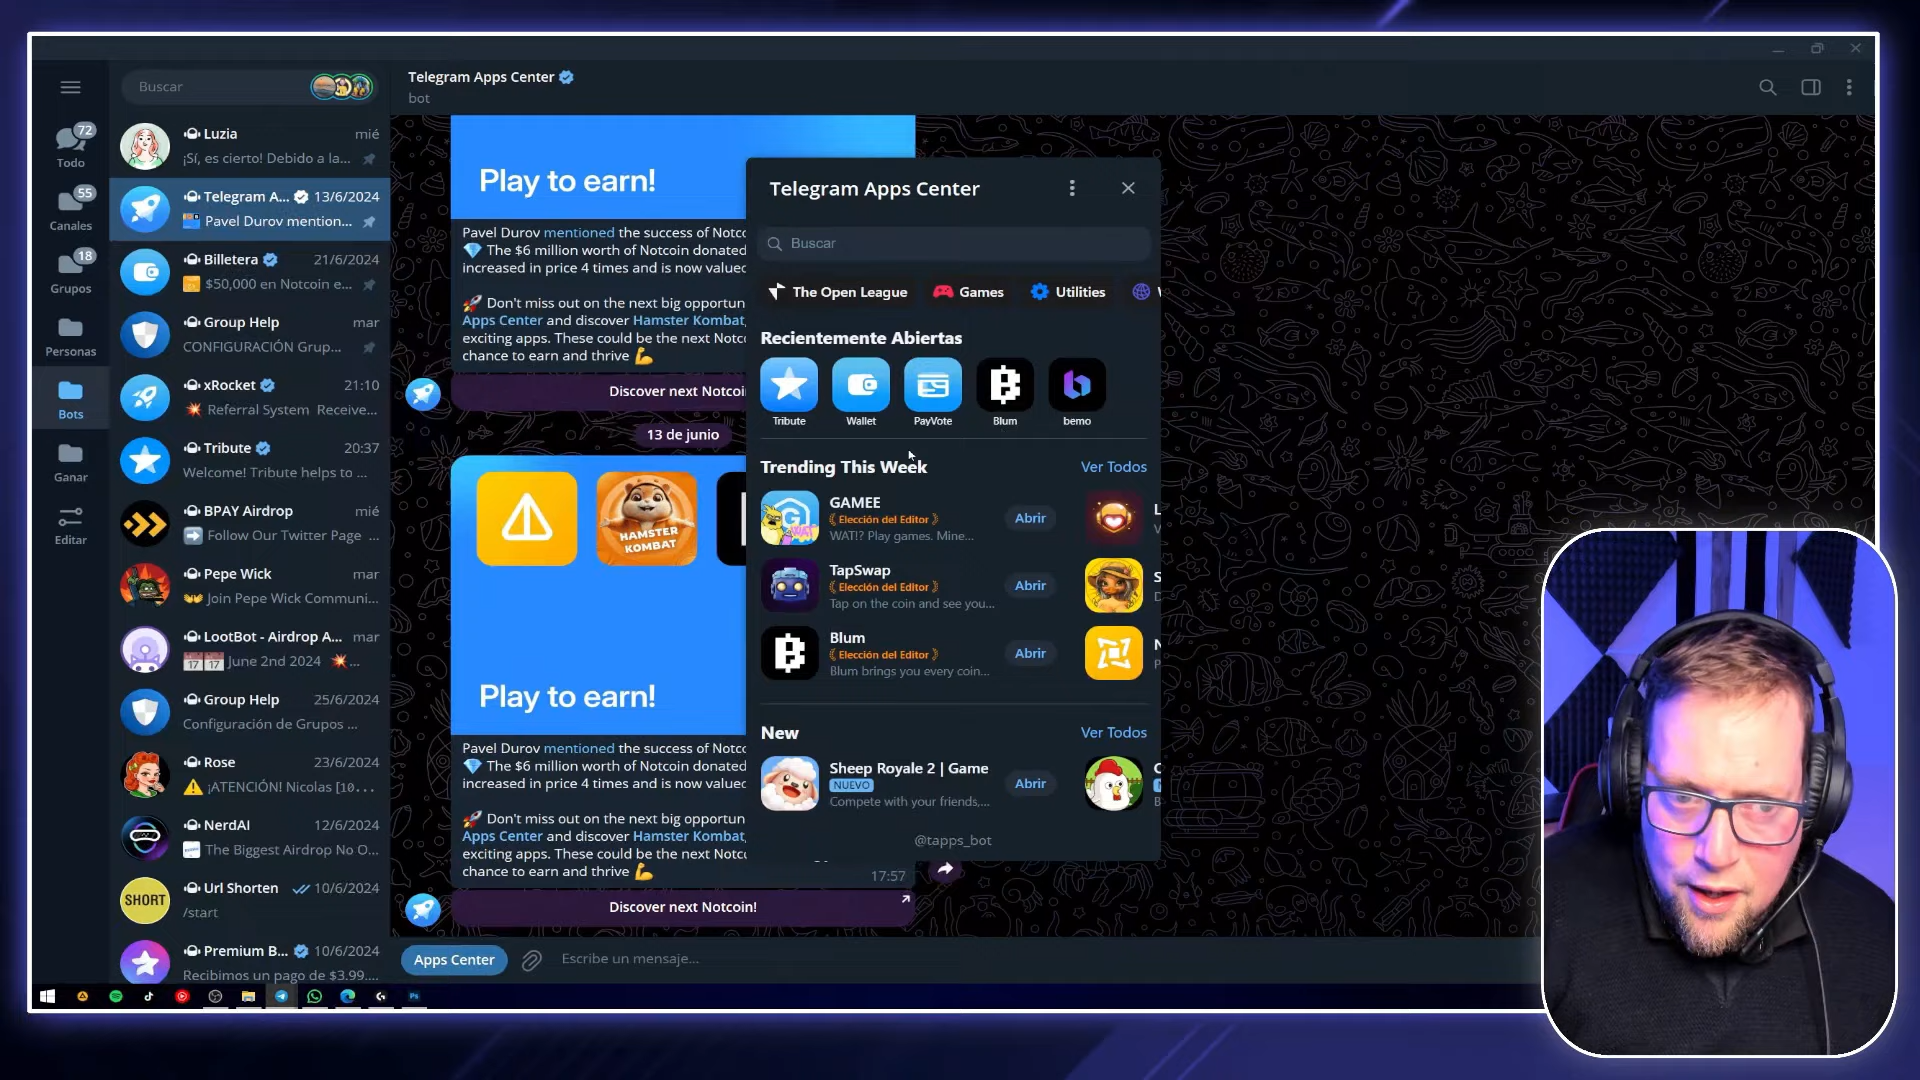 Buscar
72
Todo
55
Canales
18
Grupos
Personas
Bots
Ganar
Editar
Luzia
mié
¡Sí, es cierto! Debido a la...
Telegram A...
13/6/2024
Pavel Durov mention...
Billetera
21/6/2024
$50,000 en Notcoin e...
Group Help
mar
CONFIGURACIÓN Grup...
xRocket
21:10
Referral System Receive...
Tribute
20:37
Welcome! Tribute helps to ...
BPAY Airdrop
mié
Follow Our Twitter Page ...
Pepe Wick
mar
Join Pepe Wick Communi...
LootBot - Airdrop A...
mar
17 17 June 2nd 2024 ...
Group Help
25/6/2024
Configuración de Grupos ...
Rose
23/6/2024
¡ATENCIÓN! Nicolas [10...
NerdAI
12/6/2024
The Biggest Airdrop No O...
SHORT
Url Shorten
10/6/2024
/start
Premium B...
10/6/2024
Recibimos un pago de $3.99...
Telegram Apps Center
bot
Play to earn!
Pavel Durov mentioned the success of Notco
The $6 million worth of Notcoin donated
increased in price 4 times and is now valued
Don't miss out on the next big opportun
Apps Center and discover Hamster Kombat,
exciting apps. These could be the next Notc
chance to earn and thrive
Discover next Notcoin
13 de junio
HAMSTER
KOMBAT
Play to earn!
Pavel Durov mentioned the success of Notco
The $6 million worth of Notcoin donated
increased in price 4 times and is now valued
Don't miss out on the next big opportun
Apps Center and discover Hamster Kombat,
exciting apps. These could be the next Notcu
chance to earn and thrive
17:57
Discover next Notcoin!
Apps Center
Escribe un mensaje...
Telegram Apps Center
Buscar
The Open League
Games
Utilities
Recientemente Abiertas
Tribute
Wallet
PayVote
Blum
bemo
Trending This Week
Ver Todos
GAMEE
Elección del Editor
WAT!? Play games. Mine...
Abrir
TapSwap
Elección del Editor
Tap on the coin and see you...
Abrir
Blum
Elección del Editor
Blum brings you every coin...
Abrir
New
Ver Todos
Sheep Royale 2 | Game
NUEVO
Compete with your friends,...
Abrir
@tapps_bot